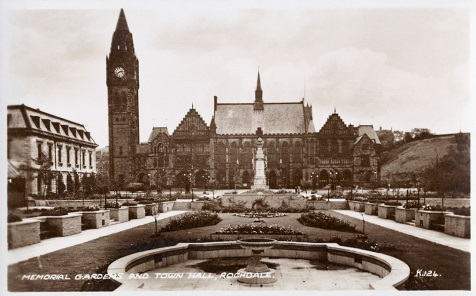 MEMORIAL GARDENS AND TOWN HALL, ROCHDALE. K.124.